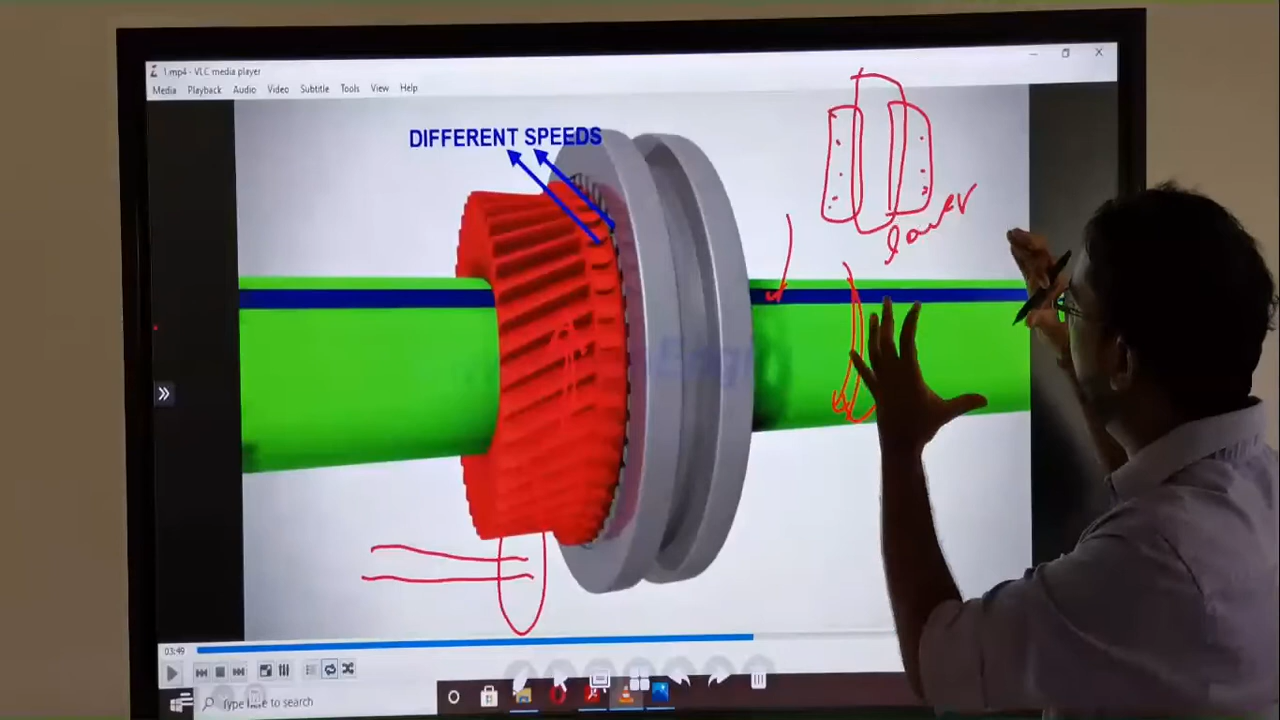 1.mp4 - VLC media player
Media Playback Audio Video Subtitle Tools View Help
DIFFERENT SPEEDS
03:49
Type here to search